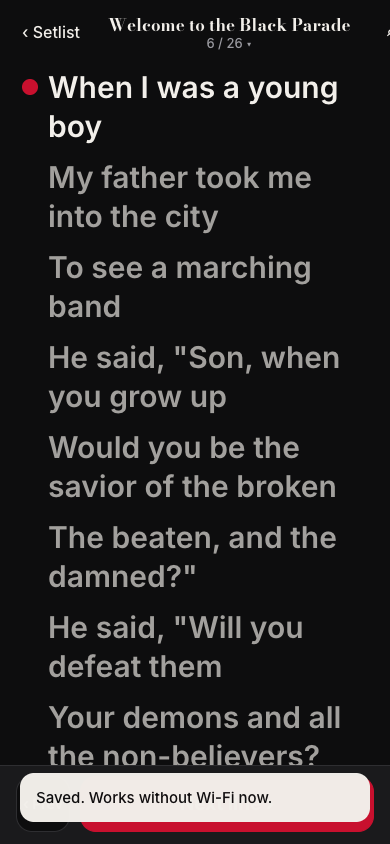 ‹ Setlist
Welcome to the Black Parade
6 / 26 ▾
When I was a young
boy
My father took me
into the city
To see a marching
band
He said, "Son, when
you grow up
Would you be the
savior of the broken
The beaten, and the
damned?"
He said, "Will you
defeat them
Your demons and all
the non-believers?
Saved. Works without Wi-Fi now.